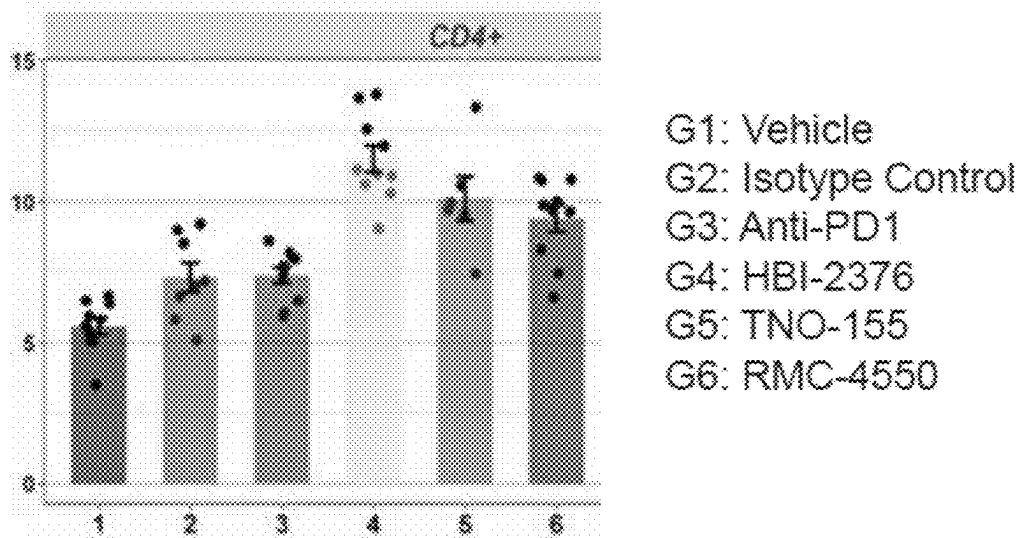 CD4+
15
10
5
0
1 2 3 4 5 6
G1: Vehicle
G2: Isotype Control
G3: Anti-PD1
G4: HBI-2376
G5: TNO-155
G6: RMC-4550